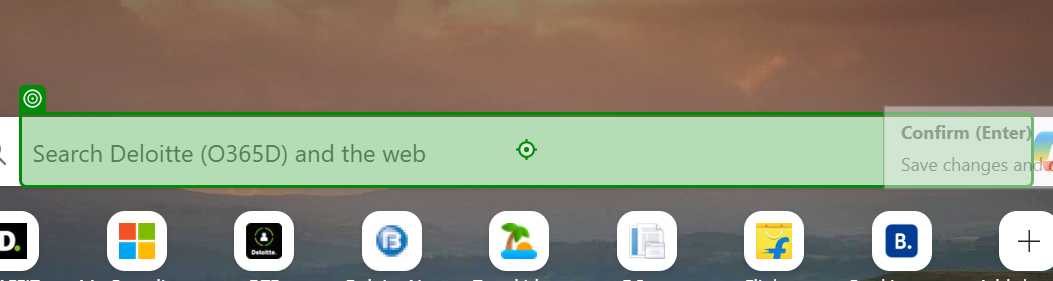 Confirm (Enter)
Search Deloitte (O365D) and the web
Save changes and
D.
Deloitte.
B
f
B.